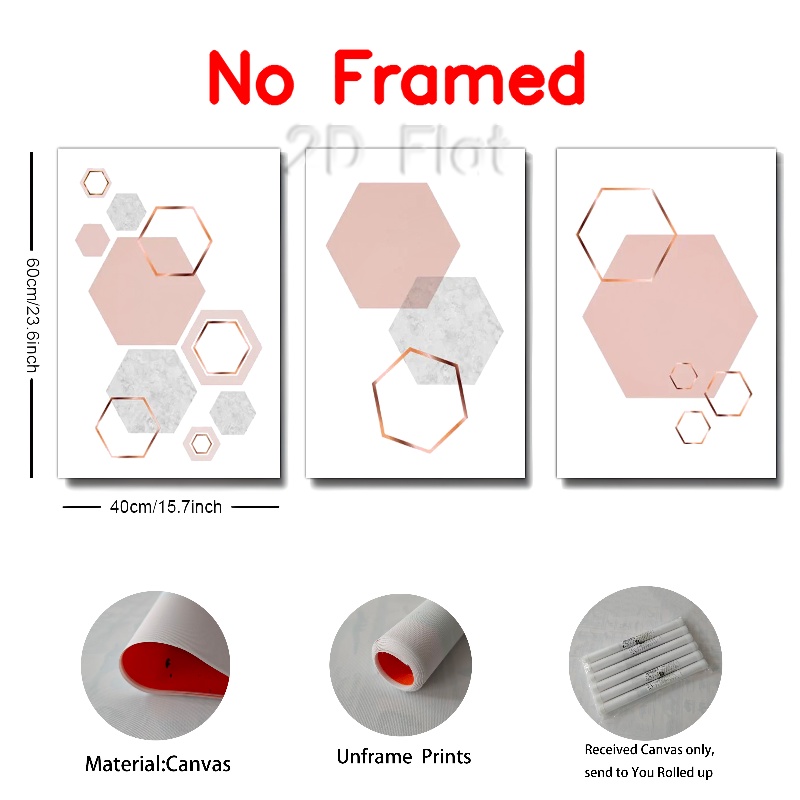 No Framed
2D Flat
60cm/23.6inch
40cm/15.7inch
Material:Canvas
Unframe Prints
Received Canvas only,
send to You Rolled up